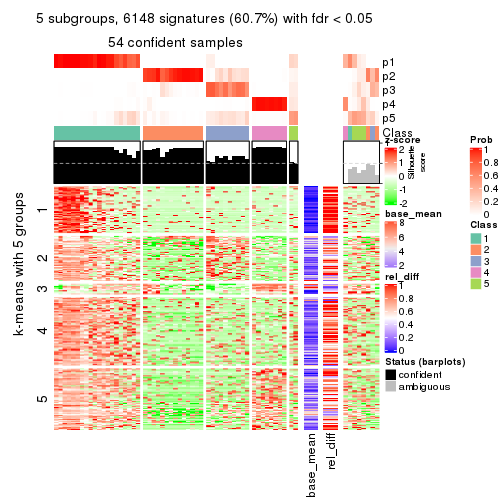 5 subgroups, 6148 signatures (60.7%) with fdr < 0.05
54 confident samples
p1
p2
p3
p4
p5
Class
z-score
2
1
0
-1
-2
Silhouette
score
Prob
1
0.8
0.6
0.4
0.2
0
base_mean
8
6
4
2
Class
1
2
3
4
5
rel_diff
1
0.8
0.6
0.4
0.2
0
Status (barplots)
confident
ambiguous
k-means with 5 groups
1
2
3
4
5
base_mean
rel_diff